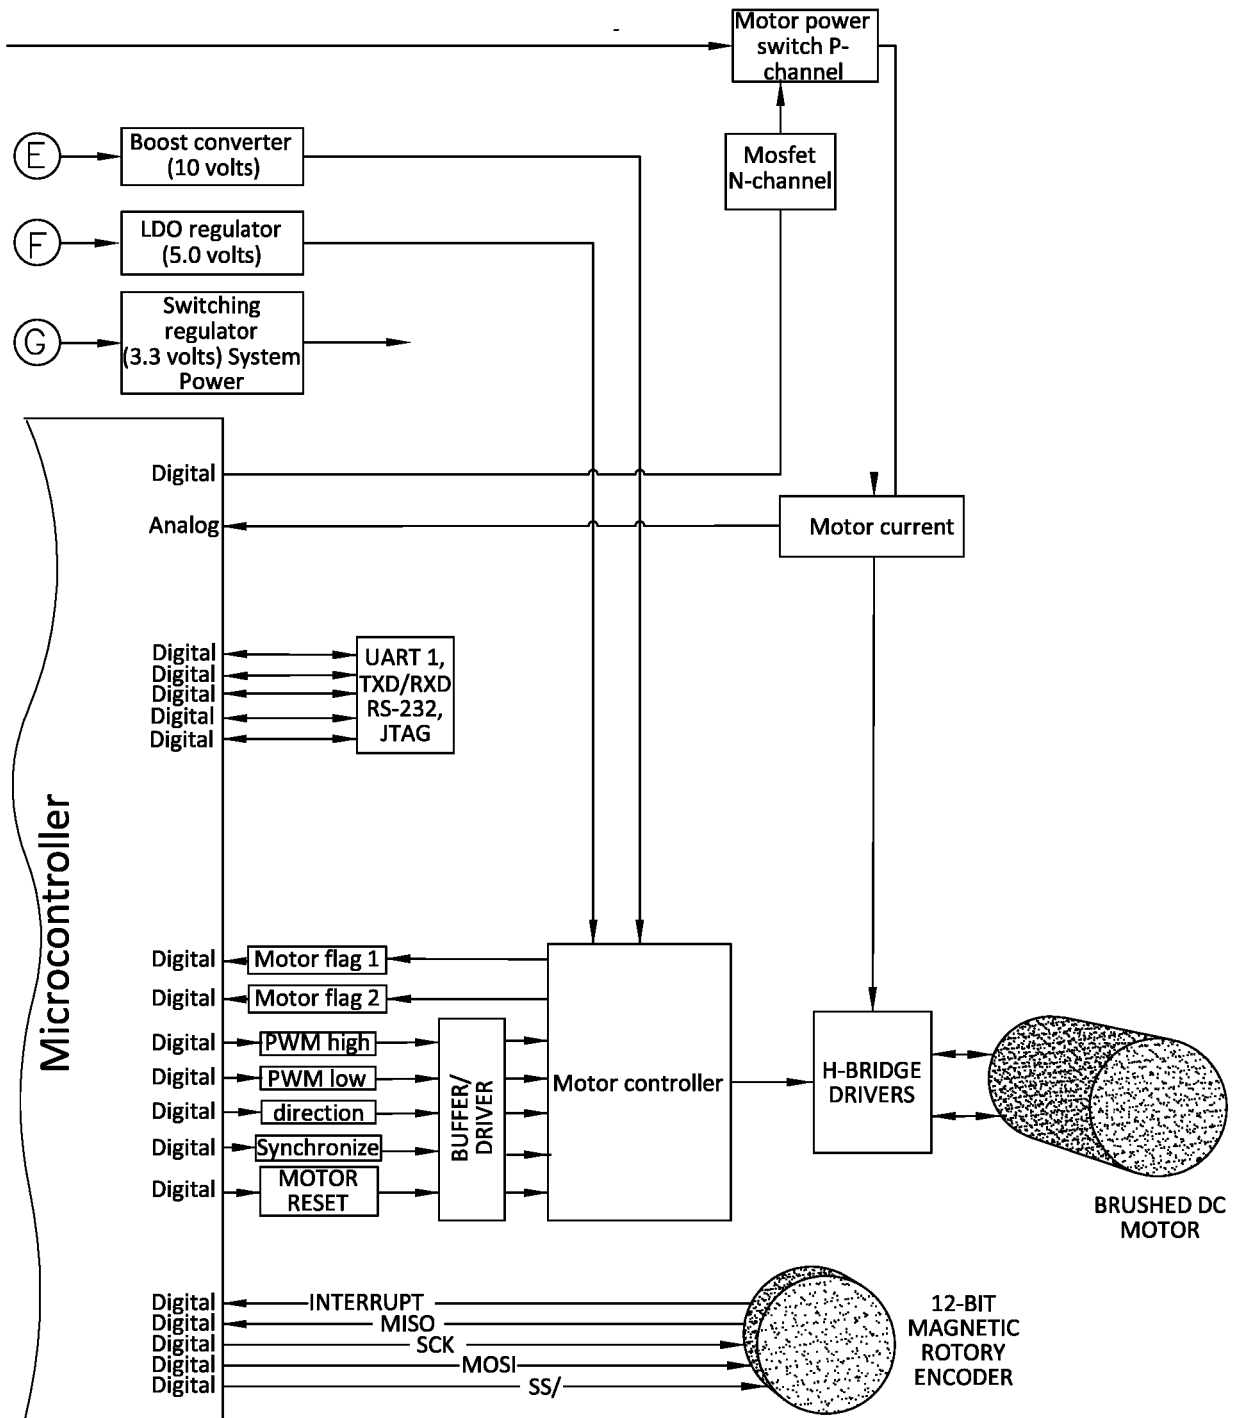 Motor power
switch P-
channel
E
Boost converter
(10 volts)
Mosfet
N-channel
F
LDO regulator
(5.0 volts)
G
Switching
regulator
(3.3 volts) System
Power
Microcontroller
Digital
Analog
Motor current
Digital
Digital
Digital
Digital
Digital
UART 1,
TXD/RXD
RS-232,
JTAG
Digital
Motor flag 1
Digital
Motor flag 2
Digital
PWM high
Digital
PWM low
Digital
direction
Digital
Synchronize
Digital
MOTOR
RESET
BUFFER/
DRIVER
Motor controller
H-BRIDGE
DRIVERS
BRUSHED DC
MOTOR
Digital
INTERRUPT
Digital
MISO
Digital
SCK
Digital
MOSI
Digital
SS/
12-BIT
MAGNETIC
ROTORY
ENCODER